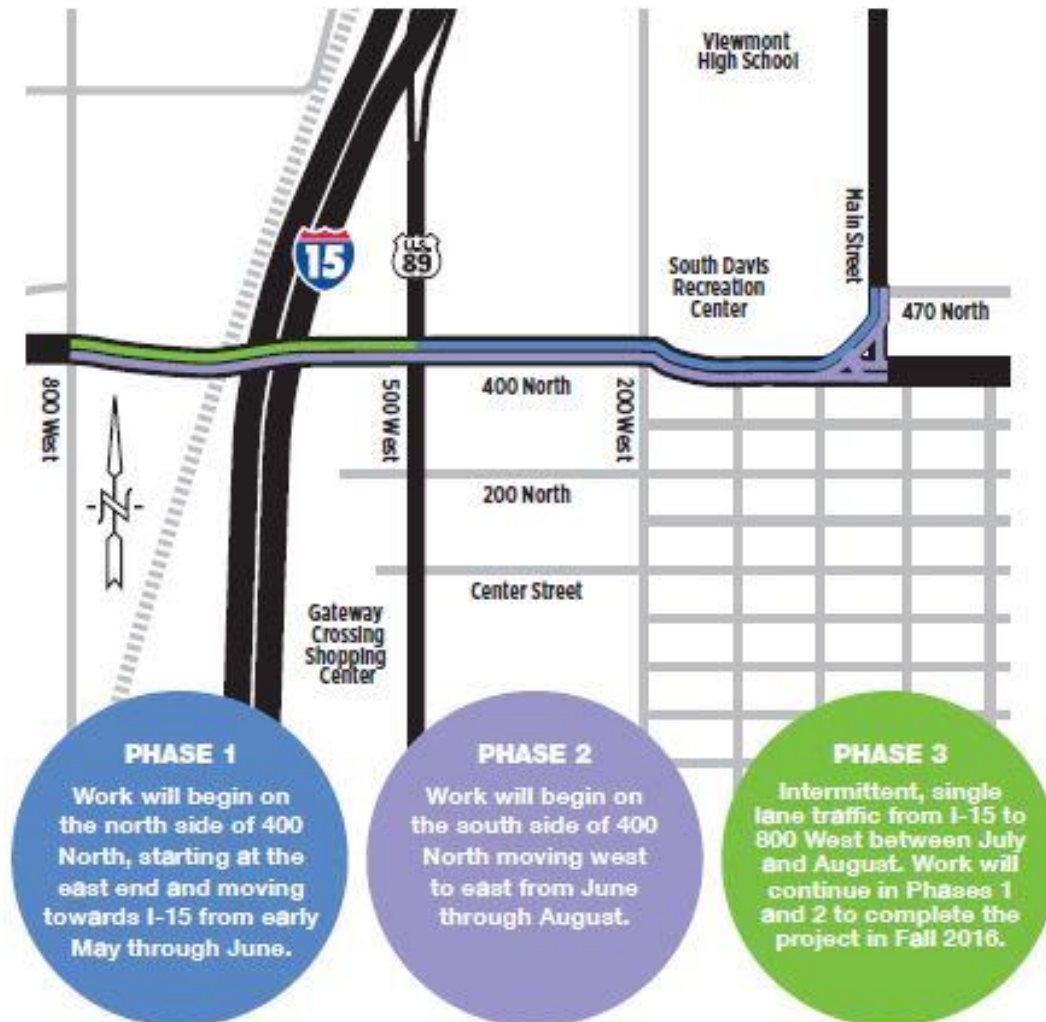 Viewmont
High School
Main Street
15
U.S.
89
South Davis
Recreation
Center
470 North
800 West
500 West
400 North
200 West
N
200 North
Center Street
Gateway
Crossing
Shopping
Center
PHASE 1
Work will begin on
the north side of 400
North, starting at the
east end and moving
towards I-15 from early
May through June.
PHASE 2
Work will begin on
the south side of 400
North moving west
to east from June
through August.
PHASE 3
Intermittent, single
lane traffic from I-15 to
800 West between July
and August. Work will
continue in Phases 1
and 2 to complete the
project in Fall 2016.